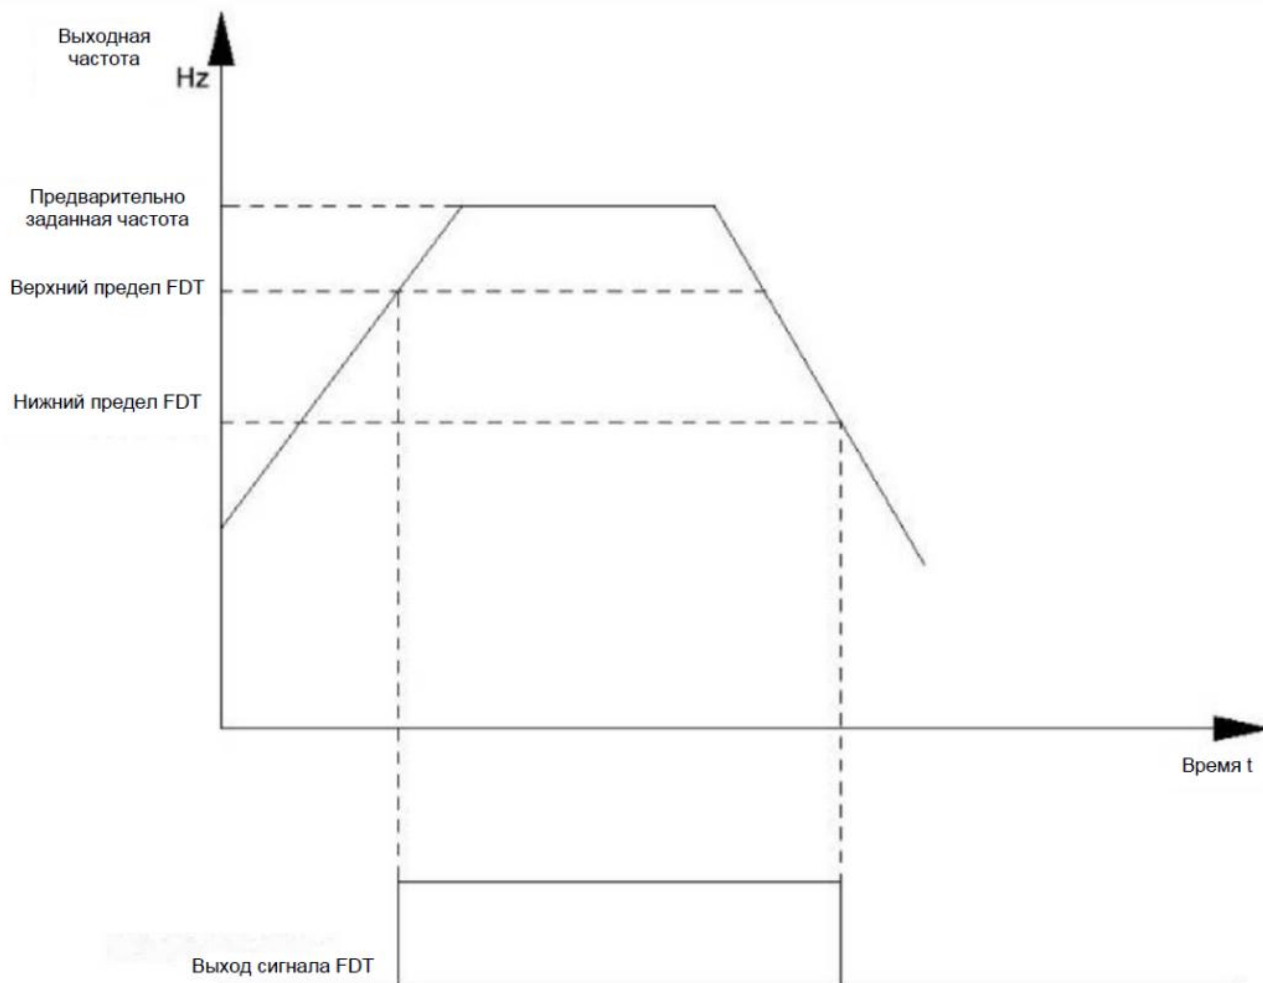 Выходная
частота
Hz
Предварительно
заданная частота
Верхний предел FDT
Нижний предел FDT
Время t
Выход сигнала FDT